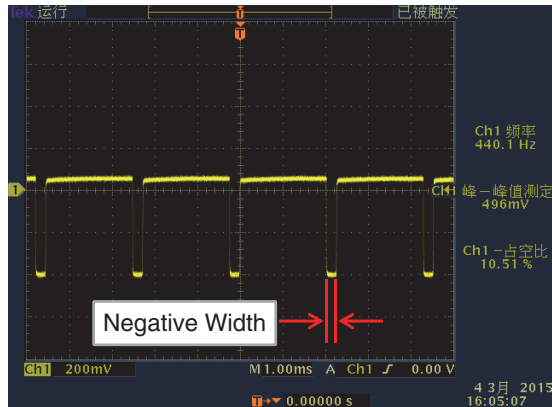 Tek 运行
已被触发
T
T
1
Ch1 频率
440.1 Hz
Ch1 峰-峰值测定
496mV
Ch1 -占空比
10.51 %
Negative Width
Ch1 200mV M 1.00ms A Ch1 ƒ 0.00 V
T→▼ 0.00000 s
4 3月 2015
16:05:07